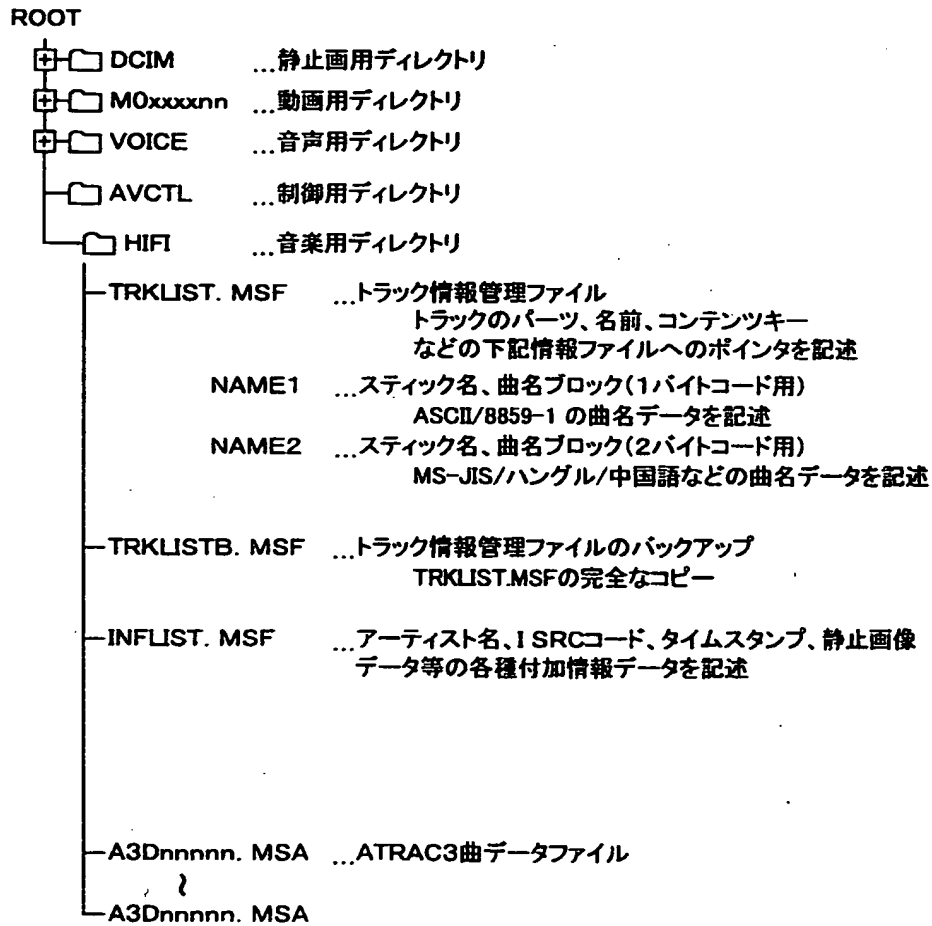 ROOT
DCIM ...静止画用ディレクトリ
M0xxxxnn ...動画用ディレクトリ
VOICE ...音声用ディレクトリ
AVCTL ...制御用ディレクトリ
HIFI ...音楽用ディレクトリ
TRKLIST. MSF ...トラック情報管理ファイル
トラックのパーツ、名前、コンテンツキー
などの下記情報ファイルへのポインタを記述
NAME1 ...スティック名、曲名ブロック(1バイトコード用)
ASCII/8859-1 の曲名データを記述
NAME2 ...スティック名、曲名ブロック(2バイトコード用)
MS-JIS/ハングル/中国語などの曲名データを記述
TRKLISTB. MSF ...トラック情報管理ファイルのバックアップ
TRKLIST.MSFの完全なコピー
INFLIST. MSF ...アーティスト名、I SRCコード、タイムスタンプ、静止画像
データ等の各種付加情報データを記述
A3Dnnnnn. MSA ...ATRAC3曲データファイル
~
A3Dnnnnn. MSA